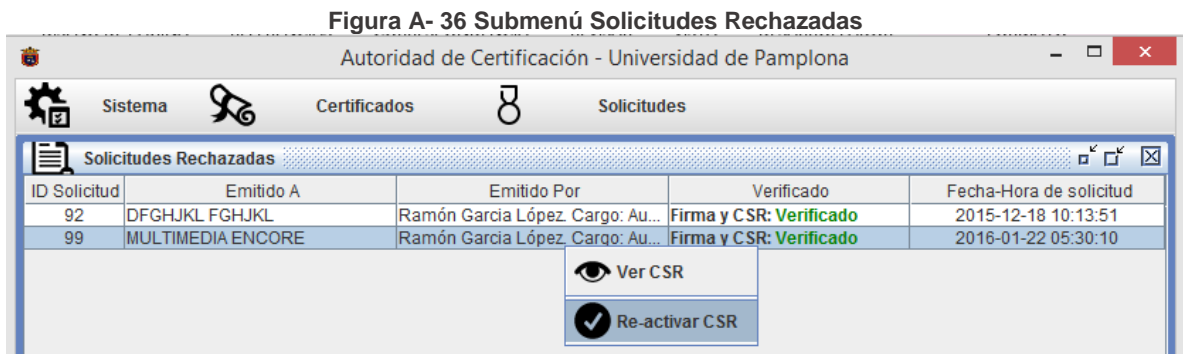 Figura A- 36 Submenú Solicitudes Rechazadas
Autoridad de Certificación - Universidad de Pamplona
Sistema Certificados Solicitudes
Solicitudes Rechazadas
ID Solicitud Emitido A Emitido Por Verificado Fecha-Hora de solicitud
92 DFGHJKL FGHJKL Ramón Garcia López. Cargo: Au... Firma y CSR: Verificado 2015-12-18 10:13:51
99 MULTIMEDIA ENCORE Ramón Garcia López. Cargo: Au... Firma y CSR: Verificado 2016-01-22 05:30:10
Ver CSR
Re-activar CSR